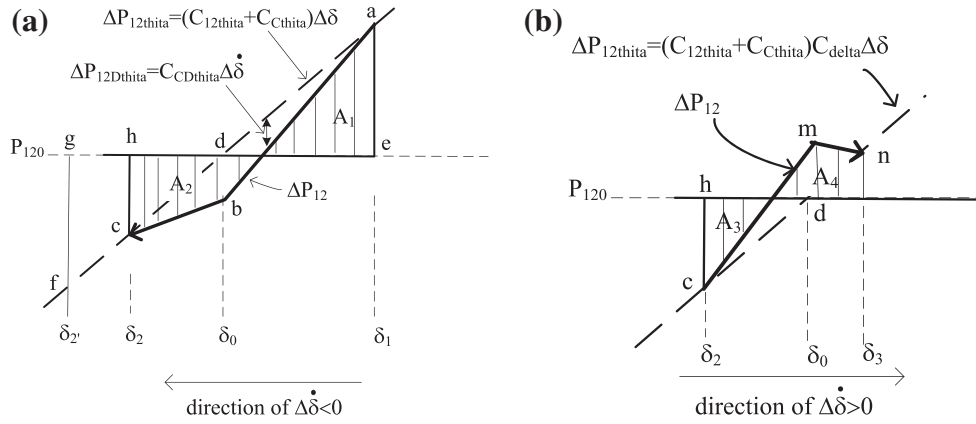 (a)
ΔP12thita=(C12thita+CCthita)Δδ
a
ΔP12Dthita=CCDthitaΔδ̇
A1
g
h
d
P120
e
A2
ΔP12
b
c
f
δ2'
δ2
δ0
δ1
direction of Δδ̇<0
(b)
ΔP12thita=(C12thita+CCthita)CdeltaΔδ
ΔP12
m
n
h
A4
P120
d
A3
c
δ2
δ0
δ3
direction of Δδ̇>0